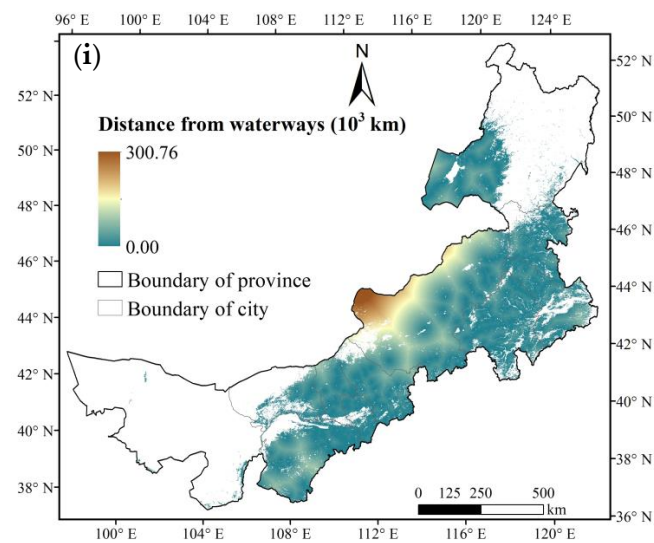 96° E 100° E 104° E 108° E 112° E 116° E 120° E 124° E
(i)
N
Distance from waterways (10³ km)
300.76
0.00
Boundary of province
Boundary of city
52° N
50° N
48° N
46° N
44° N
42° N
40° N
38° N
52° N
50° N
48° N
46° N
44° N
42° N
40° N
38° N
36° N
0 125 250 500
km
100° E 104° E 108° E 112° E 116° E 120° E